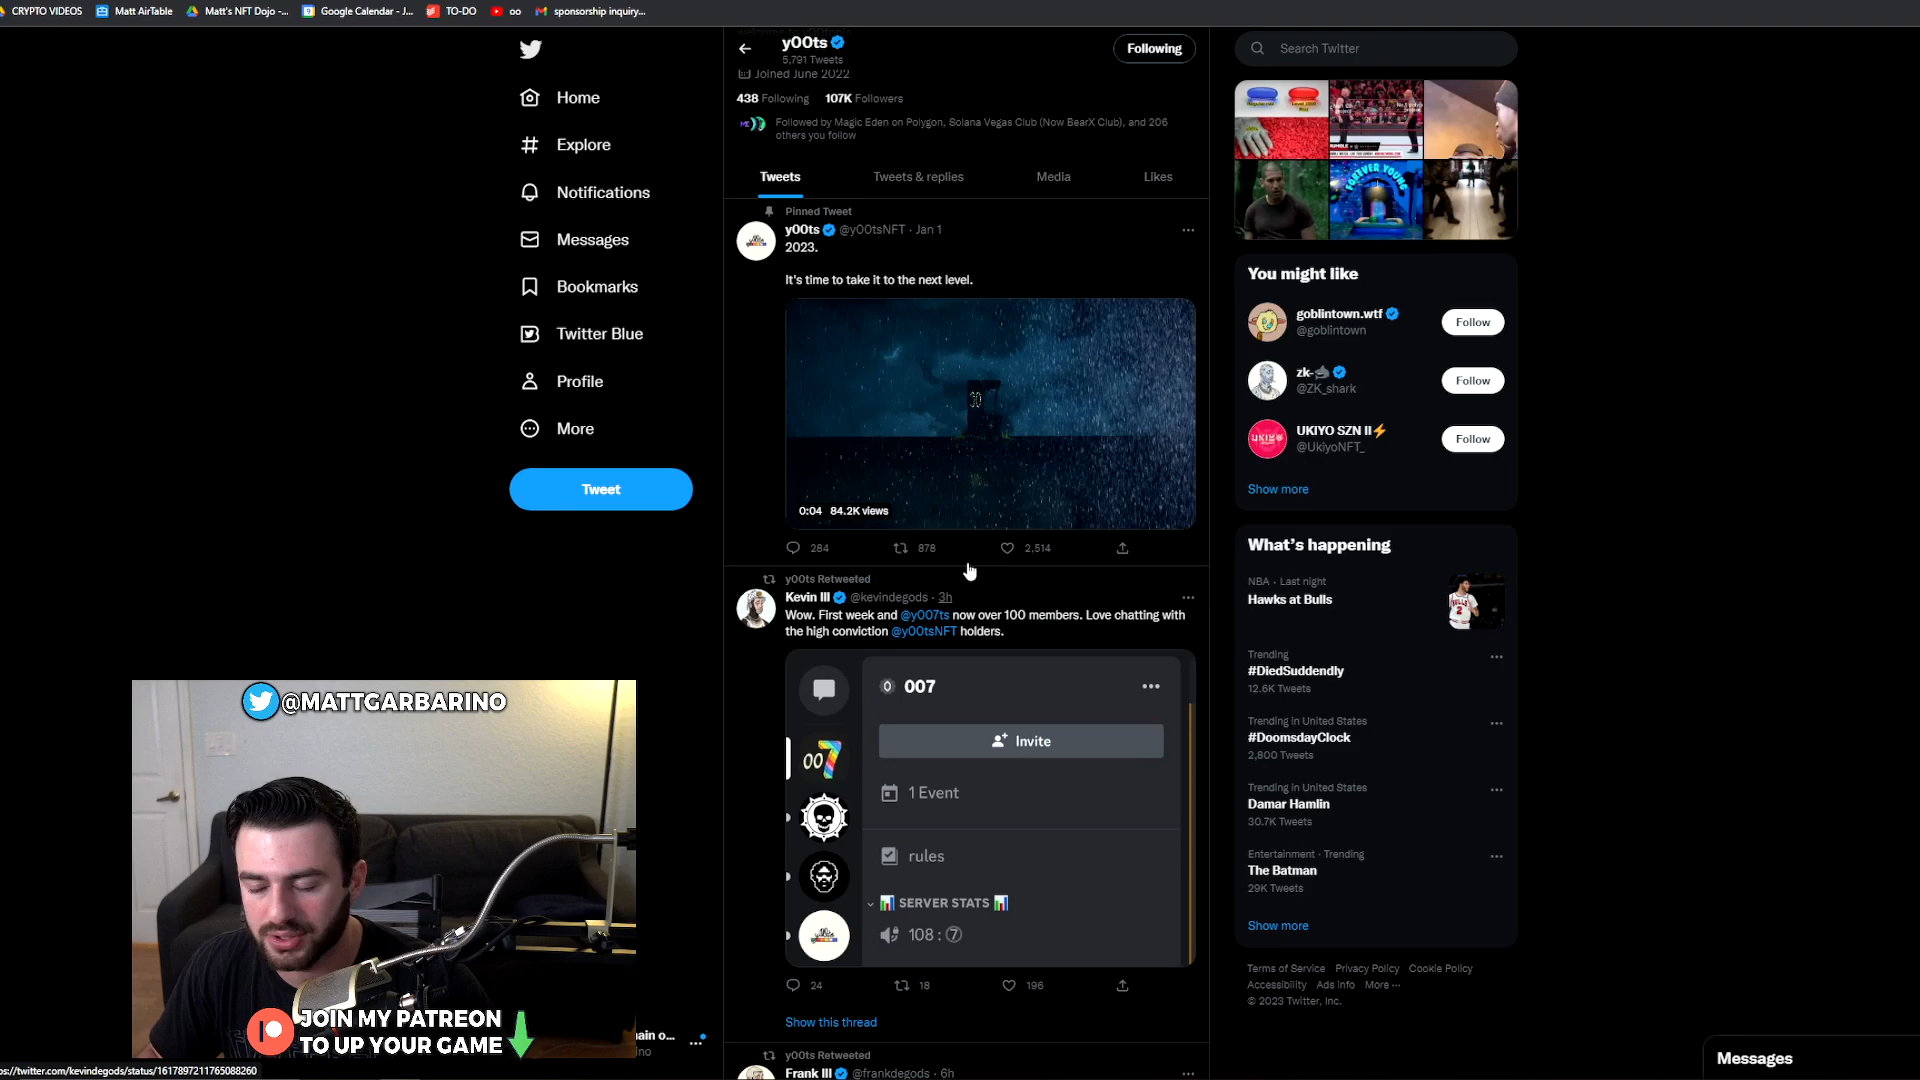 CRYPTO VIDEOS
Matt AirTable
Matt's NFT Dojo -...
Google Calendar - J...
TO-DO
oo
sponsorship inquiry...
Home
Explore
Notifications
Messages
Bookmarks
Twitter Blue
Profile
More
Tweet
y00ts
5,791 Tweets
Following
Joined June 2022
438 Following 107K Followers
Followed by Magic Eden on Polygon, Solana Vegas Club (Now BearX Club), and 206
others you follow
Tweets
Tweets & replies
Media
Likes
Pinned Tweet
y00ts @y00tsNFT · Jan 1
2023.
It's time to take it to the next level.
0:04 84.2K views
284
878
2,514
y00ts Retweeted
Kevin III @kevindegods · 3h
Wow. First week and @y007ts now over 100 members. Love chatting with
the high conviction @y00tsNFT holders.
007
Invite
007
1 Event
rules
SERVER STATS
108 : 7
24
18
196
Show this thread
y00ts Retweeted
Frank III @frankdegods · 6h
Search Twitter
FOREVER YOUNG
You might like
goblintown.wtf
@goblintown
Follow
zk-
@ZK_shark
Follow
UKIYO SZN II
@UkiyoNFT_
Follow
Show more
What's happening
NBA · Last night
Hawks at Bulls
Trending
#DiedSuddendly
12.6K Tweets
Trending in United States
#DoomsdayClock
2,800 Tweets
Trending in United States
Damar Hamlin
30.7K Tweets
Entertainment · Trending
The Batman
29K Tweets
Show more
Terms of Service Privacy Policy Cookie Policy
Accessibility Ads info More ···
© 2023 Twitter, Inc.
Messages
@MATTGARBARINO
JOIN MY PATREON
TO UP YOUR GAME
ain o...
no
ps://twitter.com/kevindegods/status/1617897211765088260